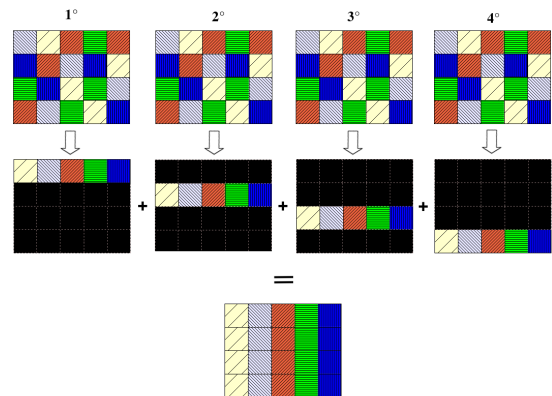 1° 2° 3° 4°
+ + +
=